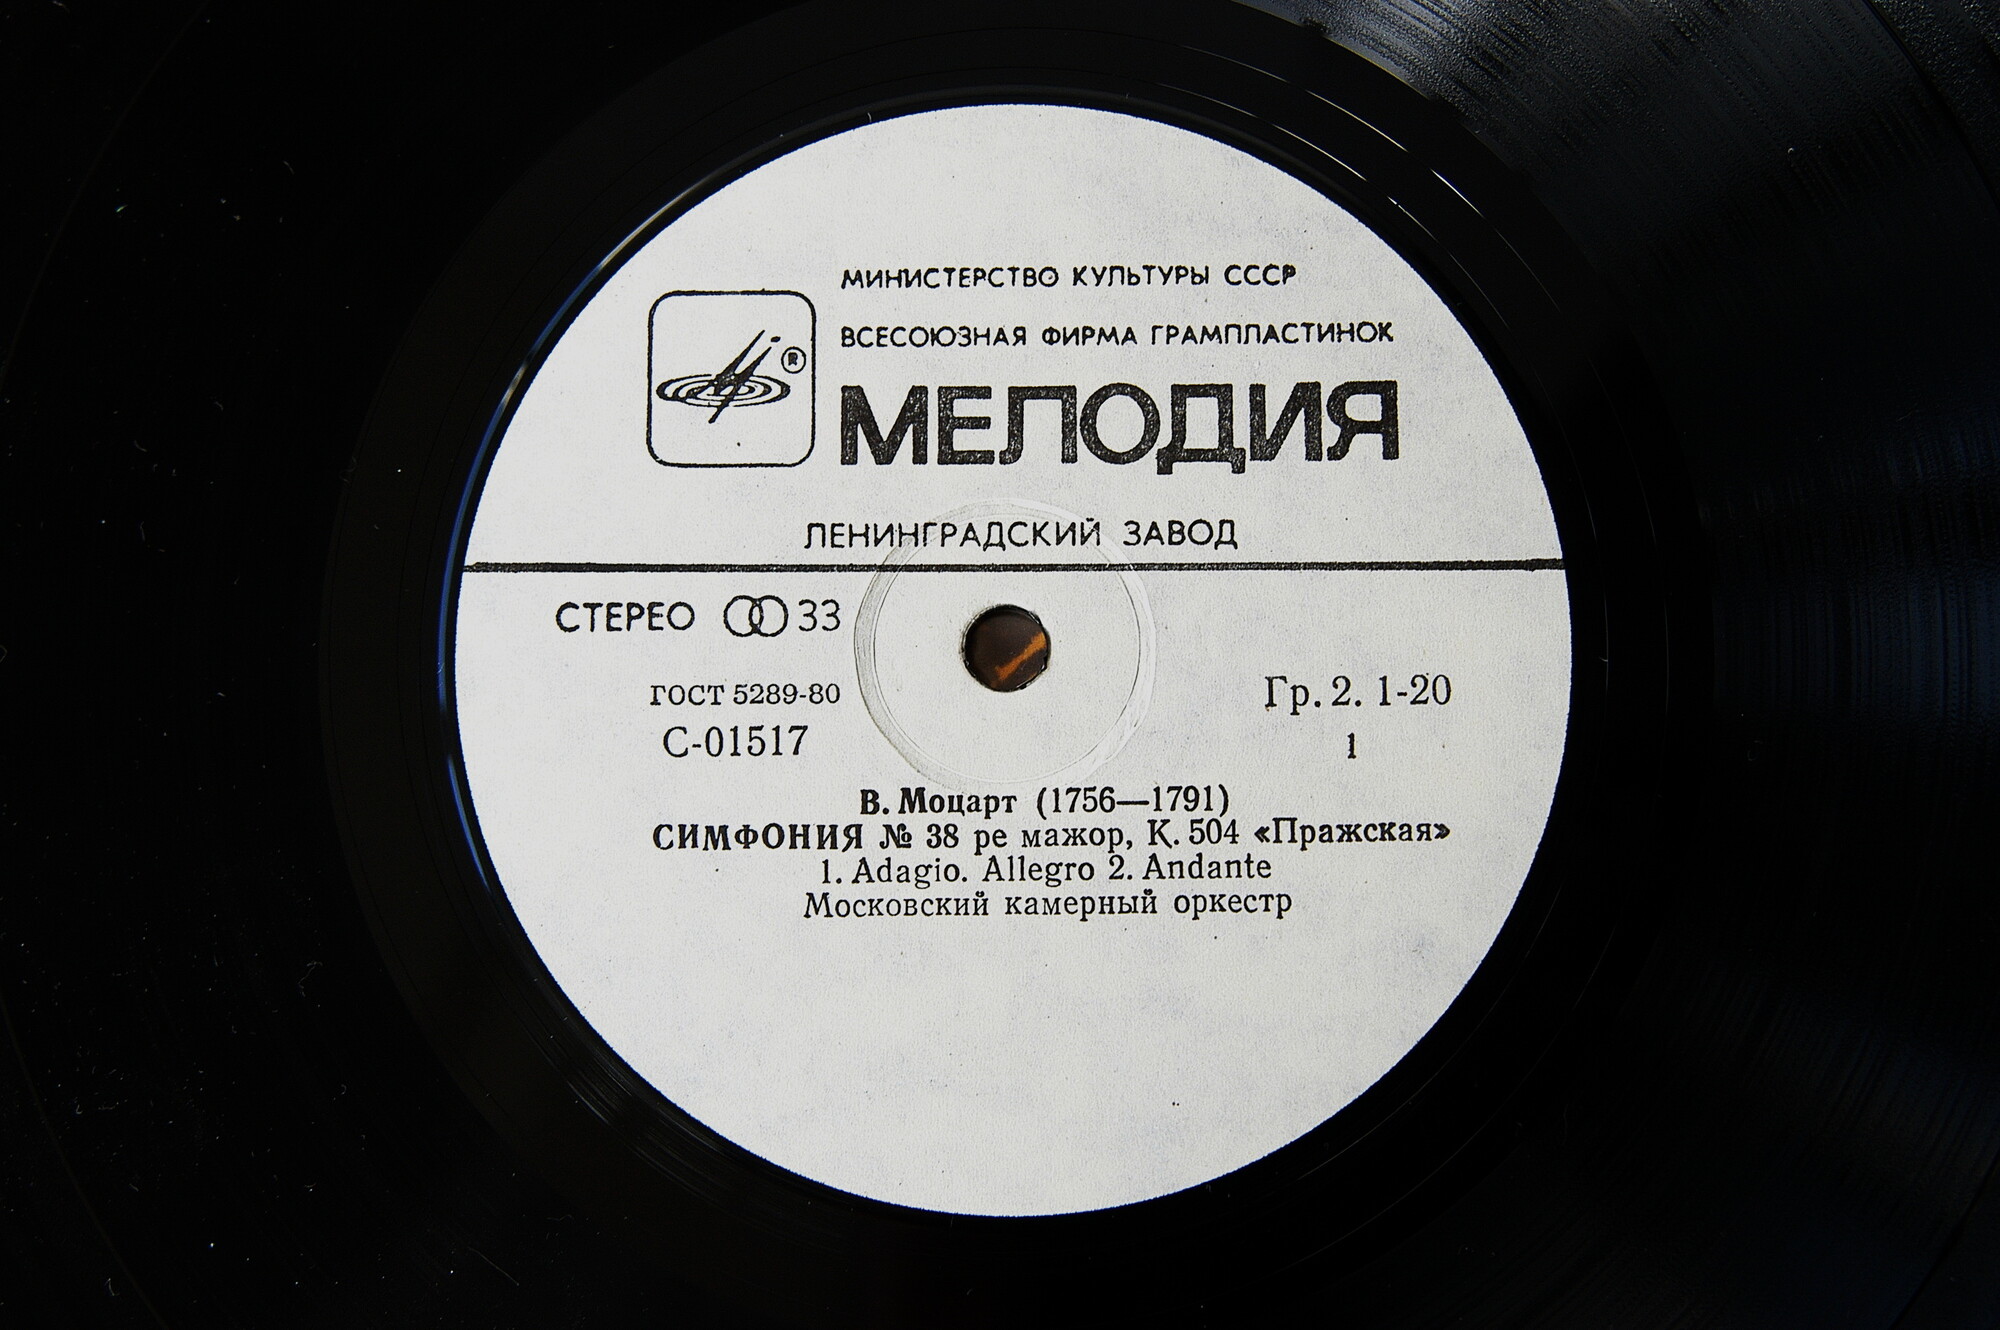 МИНИСТЕРСТВО КУЛЬТУРЫ СССР
ВСЕСОЮЗНАЯ ФИРМА ГРАМПЛАСТИНОК
®
МЕЛОДИЯ
ЛЕНИНГРАДСКИЙ ЗАВОД
СТЕРЕО 33
ГОСТ 5289-80
Гр. 2. 1-20
С-01517
1
В. Моцарт (1756—1791)
СИМФОНИЯ № 38 ре мажор, К. 504 «Пражская»
1. Adagio. Allegro 2. Andante
Московский камерный оркестр